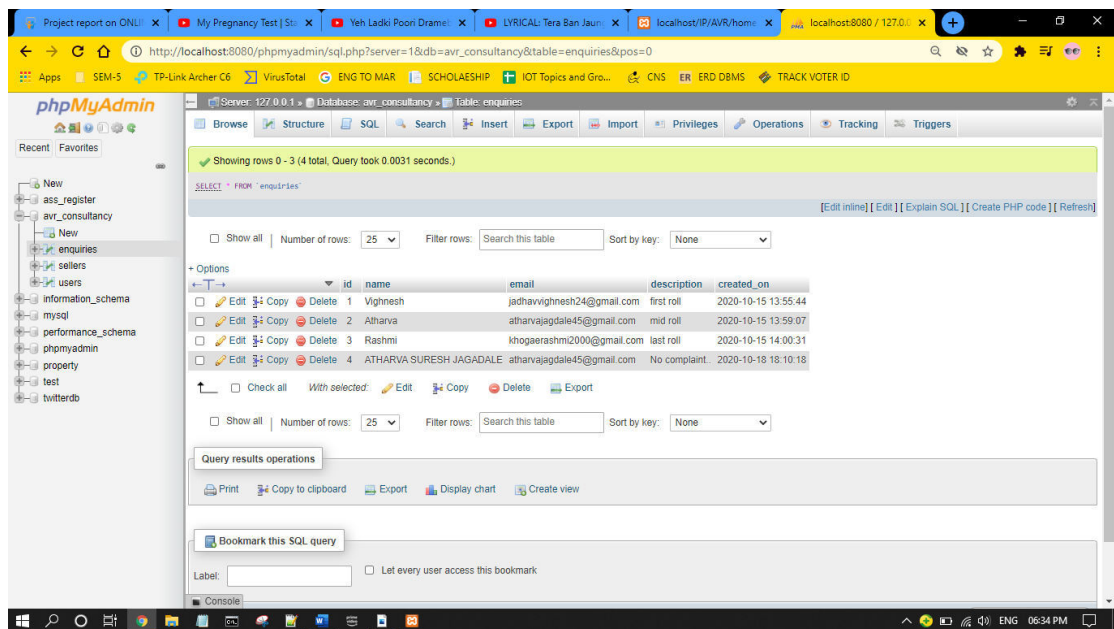 Project report on ONLI
My Pregnancy Test | Sta
Yeh Ladki Poori Drameb
LYRICAL: Tera Ban Jaun
localhost/IP/AVR/home
localhost:8080 / 127.0.0
http://localhost:8080/phpmyadmin/sql.php?server=1&db=avr_consultancy&table=enquiries&pos=0
Apps SEM-5 TP-Link Archer C6 VirusTotal ENG TO MAR SCHOLAESHIP IOT Topics and Gro... CNS ER ERD DBMS TRACK VOTER ID
phpMyAdmin
Recent Favorites
New
ass_register
avr_consultancy
New
enquiries
sellers
users
information_schema
mysql
performance_schema
phpmyadmin
property
test
twitterdb
Server: 127.0.0.1 » Database: avr_consultancy » Table: enquiries
Browse Structure SQL Search Insert Export Import Privileges Operations Tracking Triggers
Showing rows 0 - 3 (4 total, Query took 0.0031 seconds.)
SELECT * FROM `enquiries`
[Edit inline] [ Edit ] [ Explain SQL ] [ Create PHP code ] [ Refresh]
Show all | Number of rows: 25 Filter rows: Search this table Sort by key: None
+ Options
←T→ id name email description created_on
Edit Copy Delete 1 Vighnesh jadhavvighnesh24@gmail.com first roll 2020-10-15 13:55:44
Edit Copy Delete 2 Atharva atharvajagdale45@gmail.com mid roll 2020-10-15 13:59:07
Edit Copy Delete 3 Rashmi khogaerashmi2000@gmail.com last roll 2020-10-15 14:00:31
Edit Copy Delete 4 ATHARVA SURESH JAGADALE atharvajagdale45@gmail.com No complaint.. 2020-10-18 18:10:18
Check all With selected: Edit Copy Delete Export
Show all | Number of rows: 25 Filter rows: Search this table Sort by key: None
Query results operations
Print Copy to clipboard Export Display chart Create view
Bookmark this SQL query
Label: Let every user access this bookmark
Console
ENG 06:34 PM